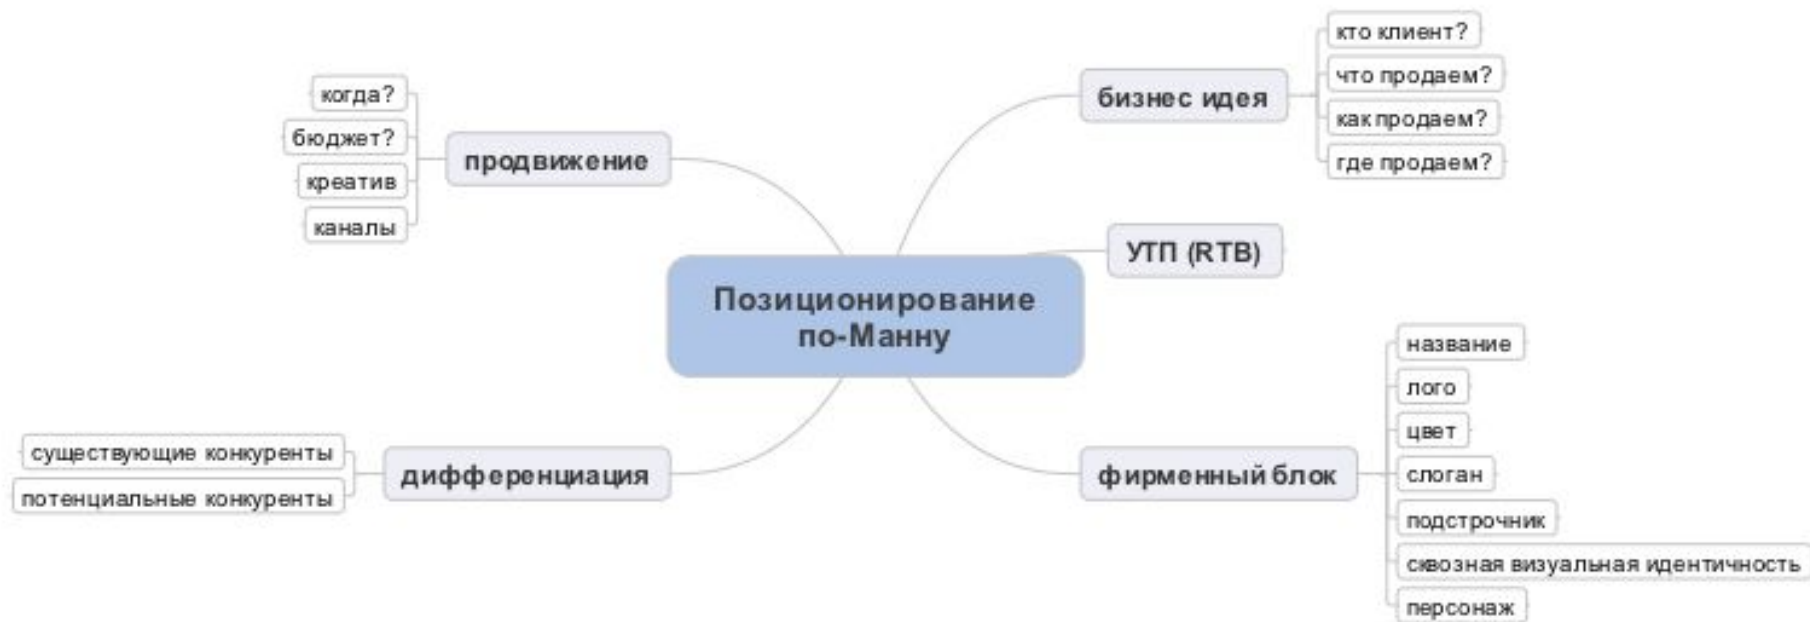 Позиционирование
по-Манну
бизнес идея
кто клиент?
что продаем?
как продаем?
где продаем?
УТП (RTB)
фирменный блок
название
лого
цвет
слоган
подстрочник
сквозная визуальная идентичность
персонаж
продвижение
когда?
бюджет?
креатив
каналы
дифференциация
существующие конкуренты
потенциальные конкуренты